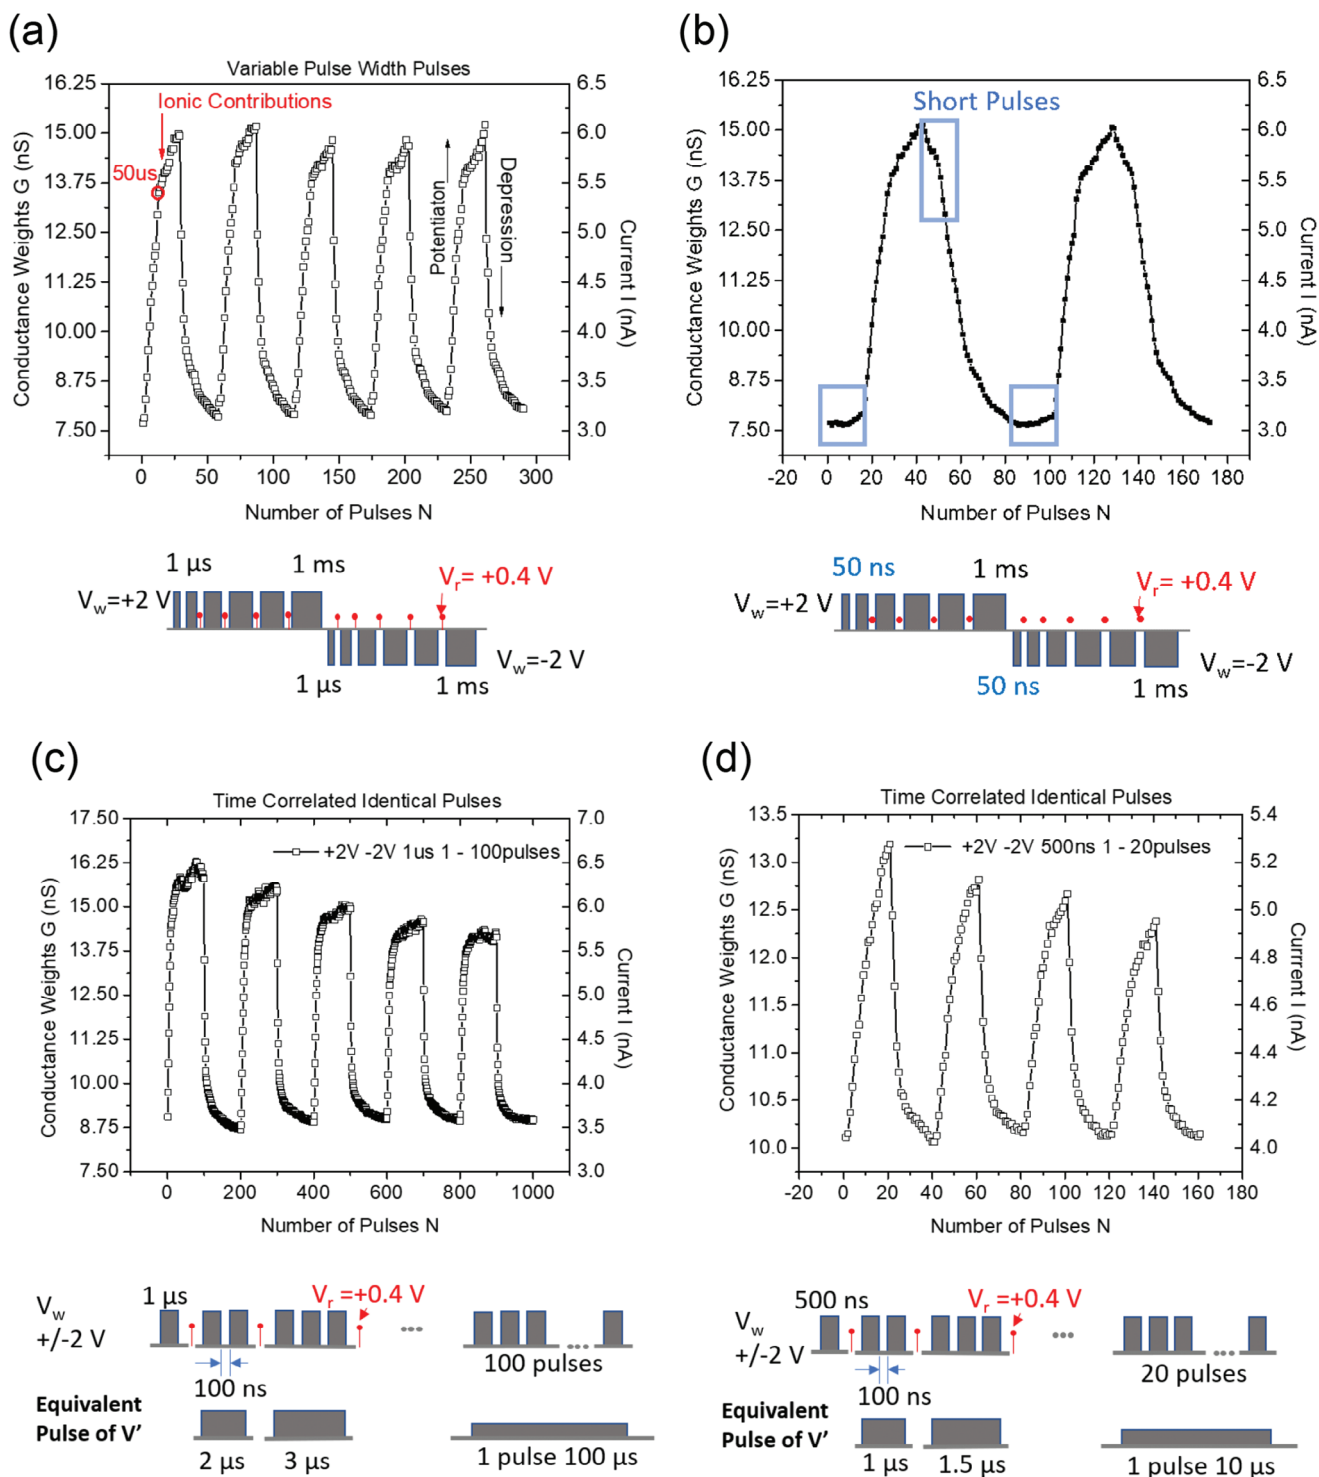 (a)
Variable Pulse Width Pulses
Ionic Contributions
50us
Potentiaton
Depression
Conductance Weights G (nS)
16.25
15.00
13.75
12.50
11.25
10.00
8.75
7.50
6.5
6.0
5.5
5.0
4.5
4.0
3.5
3.0
Current I (nA)
0 50 100 150 200 250 300
Number of Pulses N
1 µs 1 ms
Vr= +0.4 V
Vw=+2 V
Vw=-2 V
1 µs 1 ms
(b)
Short Pulses
Conductance Weights G (nS)
16.25
15.00
13.75
12.50
11.25
10.00
8.75
7.50
6.5
6.0
5.5
5.0
4.5
4.0
3.5
3.0
Current I (nA)
-20 0 20 40 60 80 100 120 140 160 180
Number of Pulses N
50 ns 1 ms
Vr= +0.4 V
Vw=+2 V
Vw=-2 V
50 ns 1 ms
(c)
Time Correlated Identical Pulses
+2V -2V 1us 1 - 100pulses
Conductance Weights G (nS)
17.50
16.25
15.00
13.75
12.50
11.25
10.00
8.75
7.50
7.0
6.5
6.0
5.5
5.0
4.5
4.0
3.5
3.0
Current I (nA)
0 200 400 600 800 1000
Number of Pulses N
1 µs
Vr =+0.4 V
Vw
+/-2 V
100 pulses
100 ns
Equivalent
Pulse of V'
2 µs 3 µs 1 pulse 100 µs
(d)
Time Correlated Identical Pulses
+2V -2V 500ns 1 - 20pulses
Conductance Weights G (nS)
13.5
13.0
12.5
12.0
11.5
11.0
10.5
10.0
5.4
5.2
5.0
4.8
4.6
4.4
4.2
4.0
Currrent I (nA)
-20 0 20 40 60 80 100 120 140 160 180
Number of Pulses N
500 ns
Vr =+0.4 V
Vw
+/-2 V
20 pulses
100 ns
Equivalent
Pulse of V'
1 µs 1.5 µs 1 pulse 10 µs